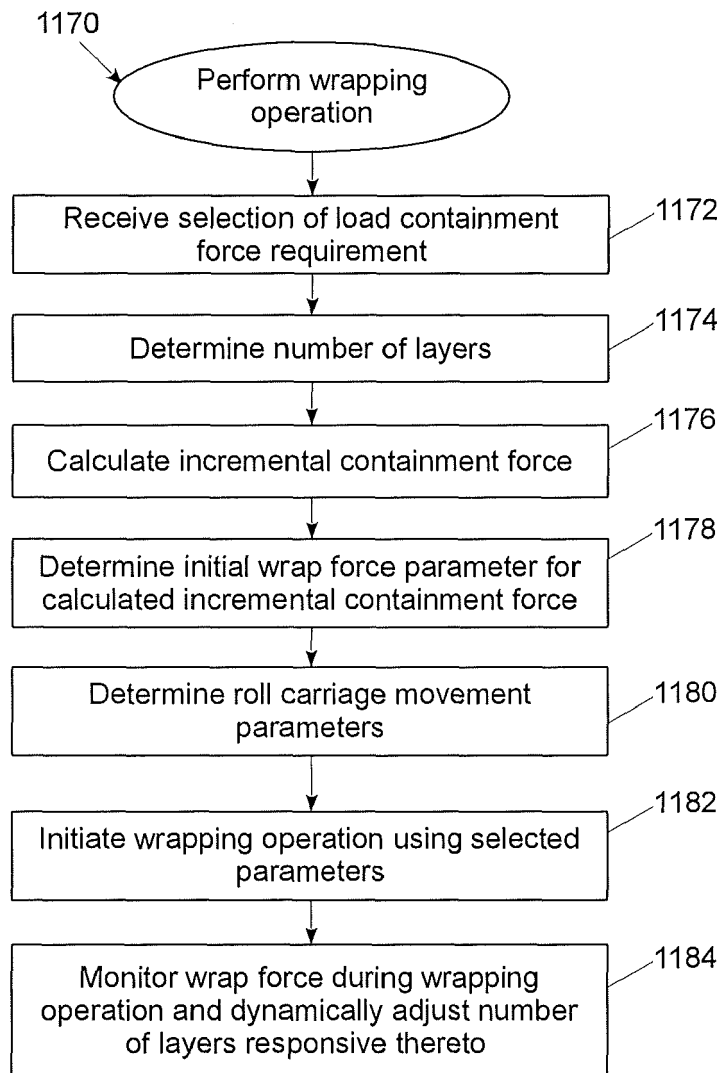 1170
Perform wrapping
operation
Receive selection of load containment
force requirement
1172
Determine number of layers
1174
Calculate incremental containment force
1176
Determine initial wrap force parameter for
calculated incremental containment force
1178
Determine roll carriage movement
parameters
1180
Initiate wrapping operation using selected
parameters
1182
Monitor wrap force during wrapping
operation and dynamically adjust number
of layers responsive thereto
1184